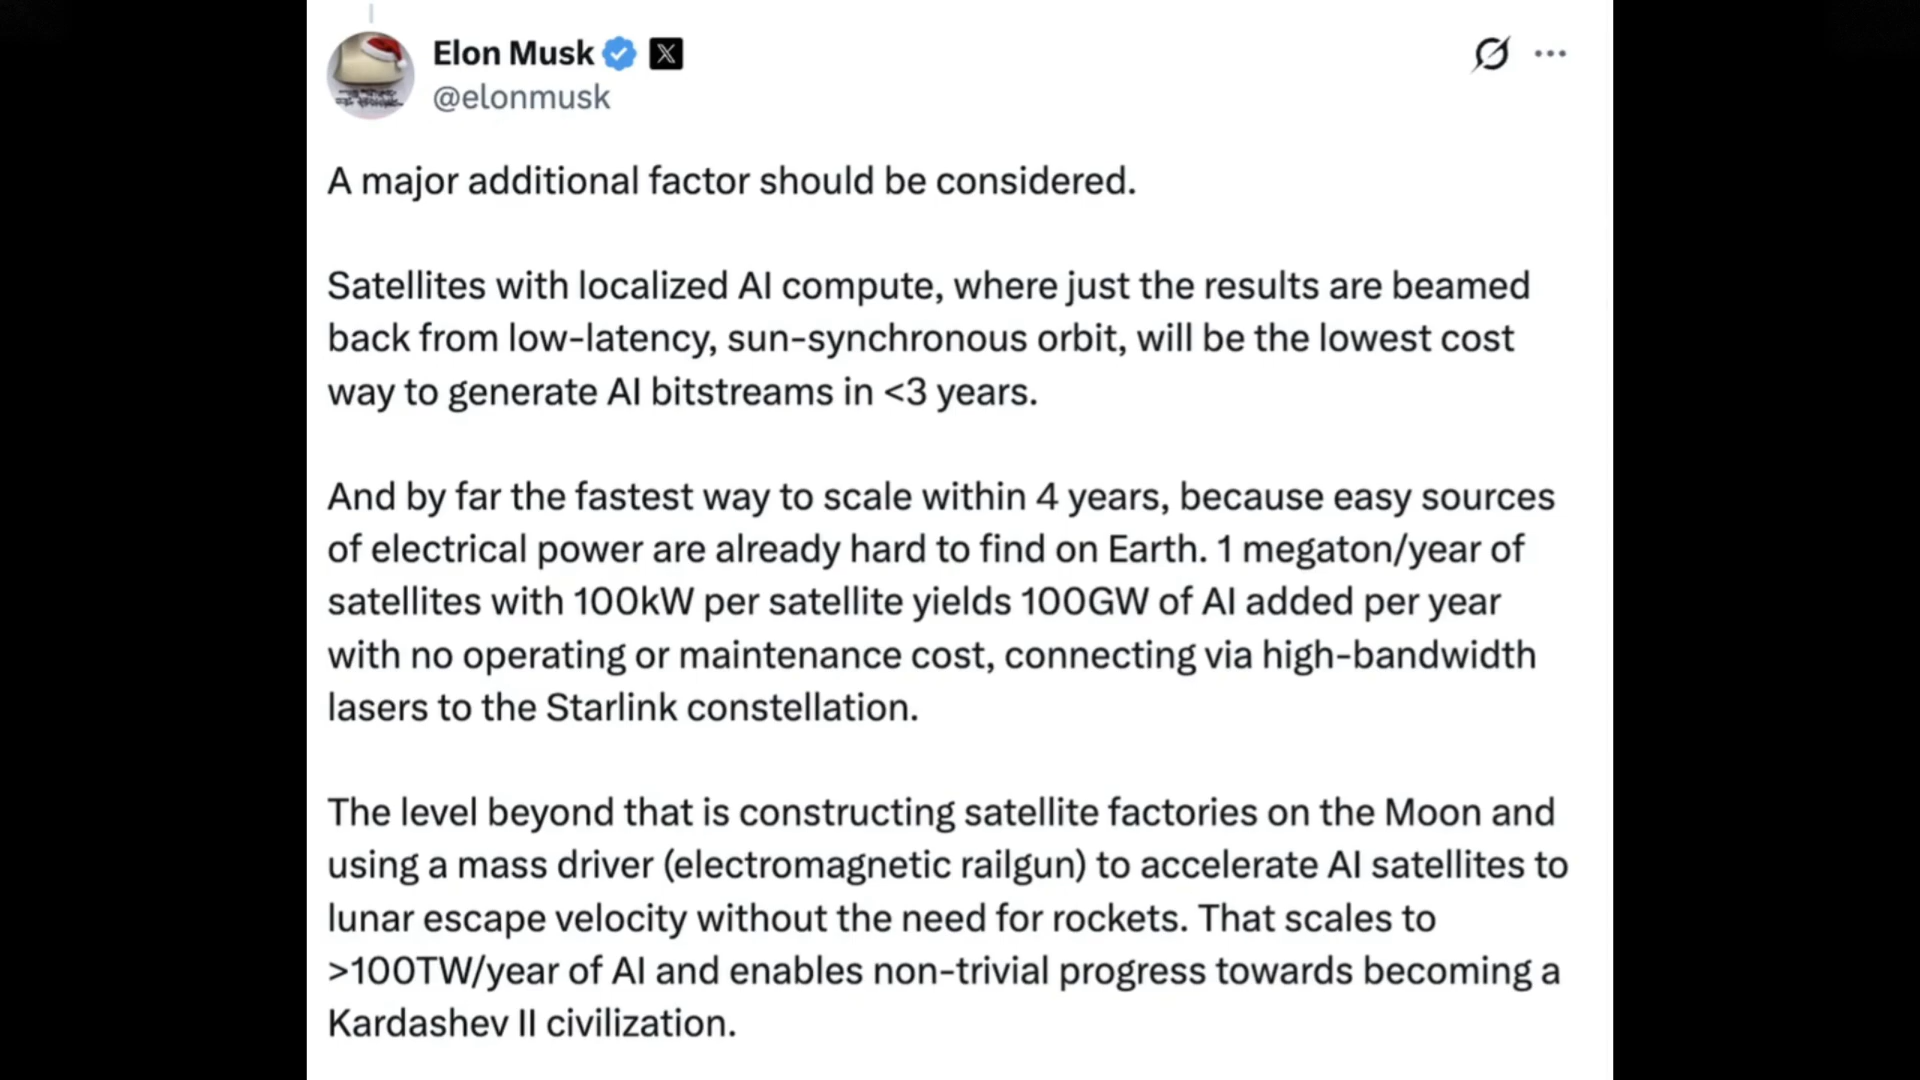 Elon Musk
@elonmusk
A major additional factor should be considered.
Satellites with localized AI compute, where just the results are beamed
back from low-latency, sun-synchronous orbit, will be the lowest cost
way to generate AI bitstreams in <3 years.
And by far the fastest way to scale within 4 years, because easy sources
of electrical power are already hard to find on Earth. 1 megaton/year of
satellites with 100kW per satellite yields 100GW of AI added per year
with no operating or maintenance cost, connecting via high-bandwidth
lasers to the Starlink constellation.
The level beyond that is constructing satellite factories on the Moon and
using a mass driver (electromagnetic railgun) to accelerate AI satellites to
lunar escape velocity without the need for rockets. That scales to
>100TW/year of AI and enables non-trivial progress towards becoming a
Kardashev II civilization.